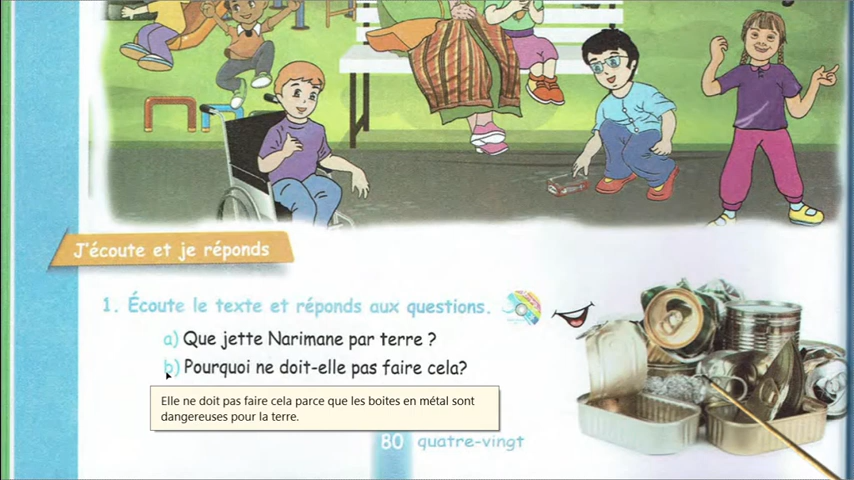 J'écoute et je réponds
1. Écoute le texte et réponds aux questions.
a) Que jette Narimane par terre ?
b) Pourquoi ne doit-elle pas faire cela?
Elle ne doit pas faire cela parce que les boites en métal sont
dangereuses pour la terre.
80 quatre-vingt